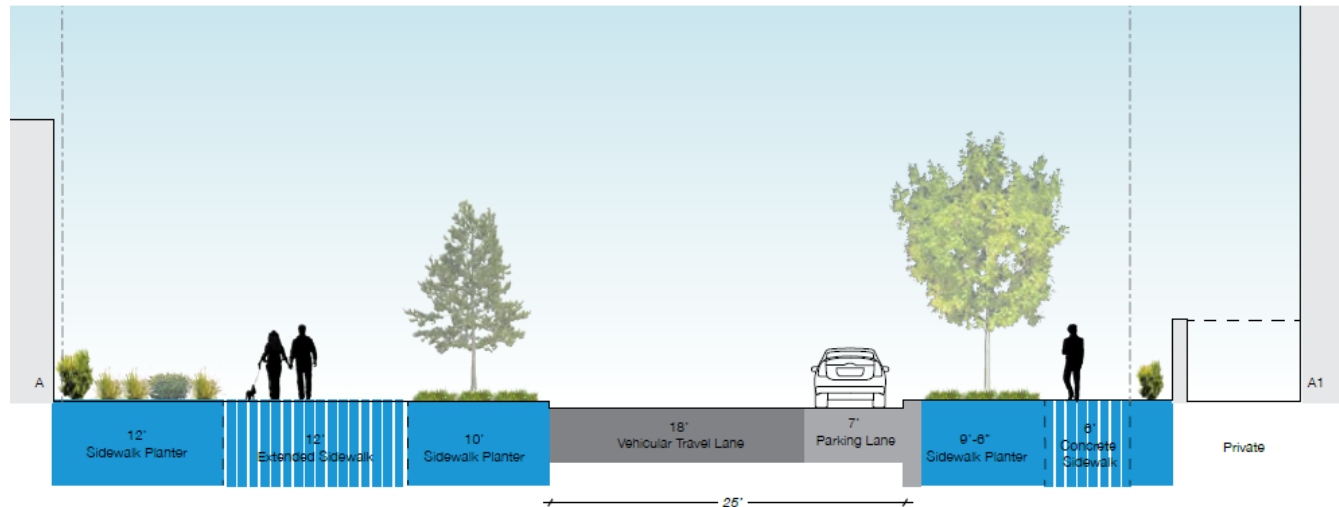 A
A1
12'
Sidewalk Planter
12'
Extended Sidewalk
10'
Sidewalk Planter
18'
Vehicular Travel Lane
7'
Parking Lane
9'-6"
Sidewalk Planter
6'
Concrete
Sidewalk
Private
25'